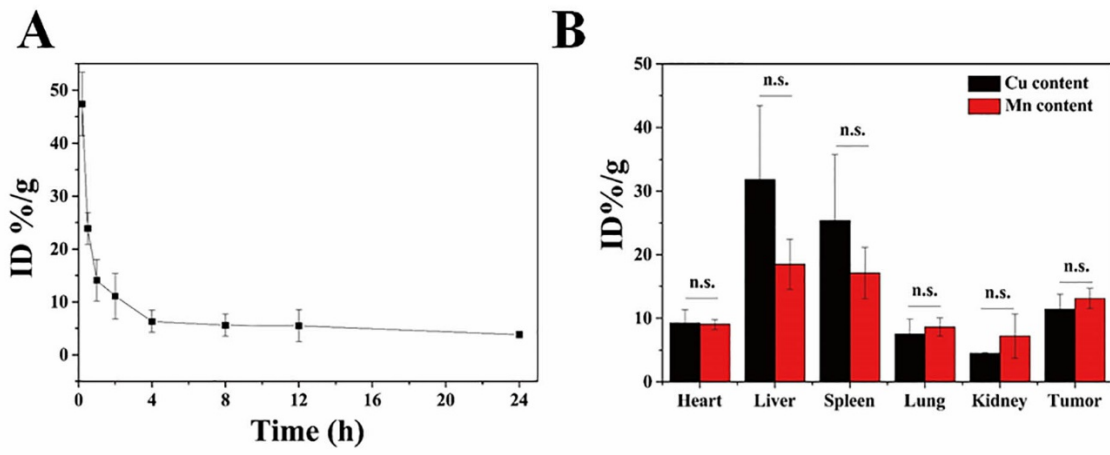 A
ID %/g
50
40
30
20
10
0
0 4 8 12 16 20 24
Time (h)
B
ID%/g
50
40
30
20
10
0
Cu content
Mn content
n.s.
n.s.
n.s.
n.s.
n.s.
n.s.
Heart Liver Spleen Lung Kidney Tumor